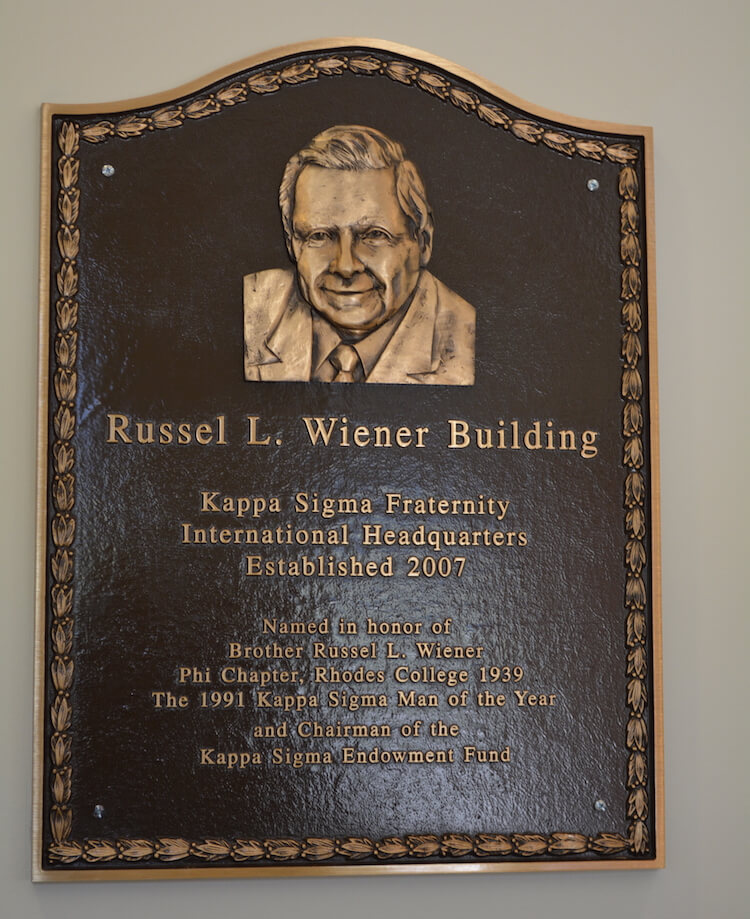 Russel L. Wiener Building
Kappa Sigma Fraternity
International Headquarters
Established 2007
Named in honor of
Brother Russel L. Wiener
Phi Chapter, Rhodes College 1939
The 1991 Kappa Sigma Man of the Year
and Chairman of the
Kappa Sigma Endowment Fund